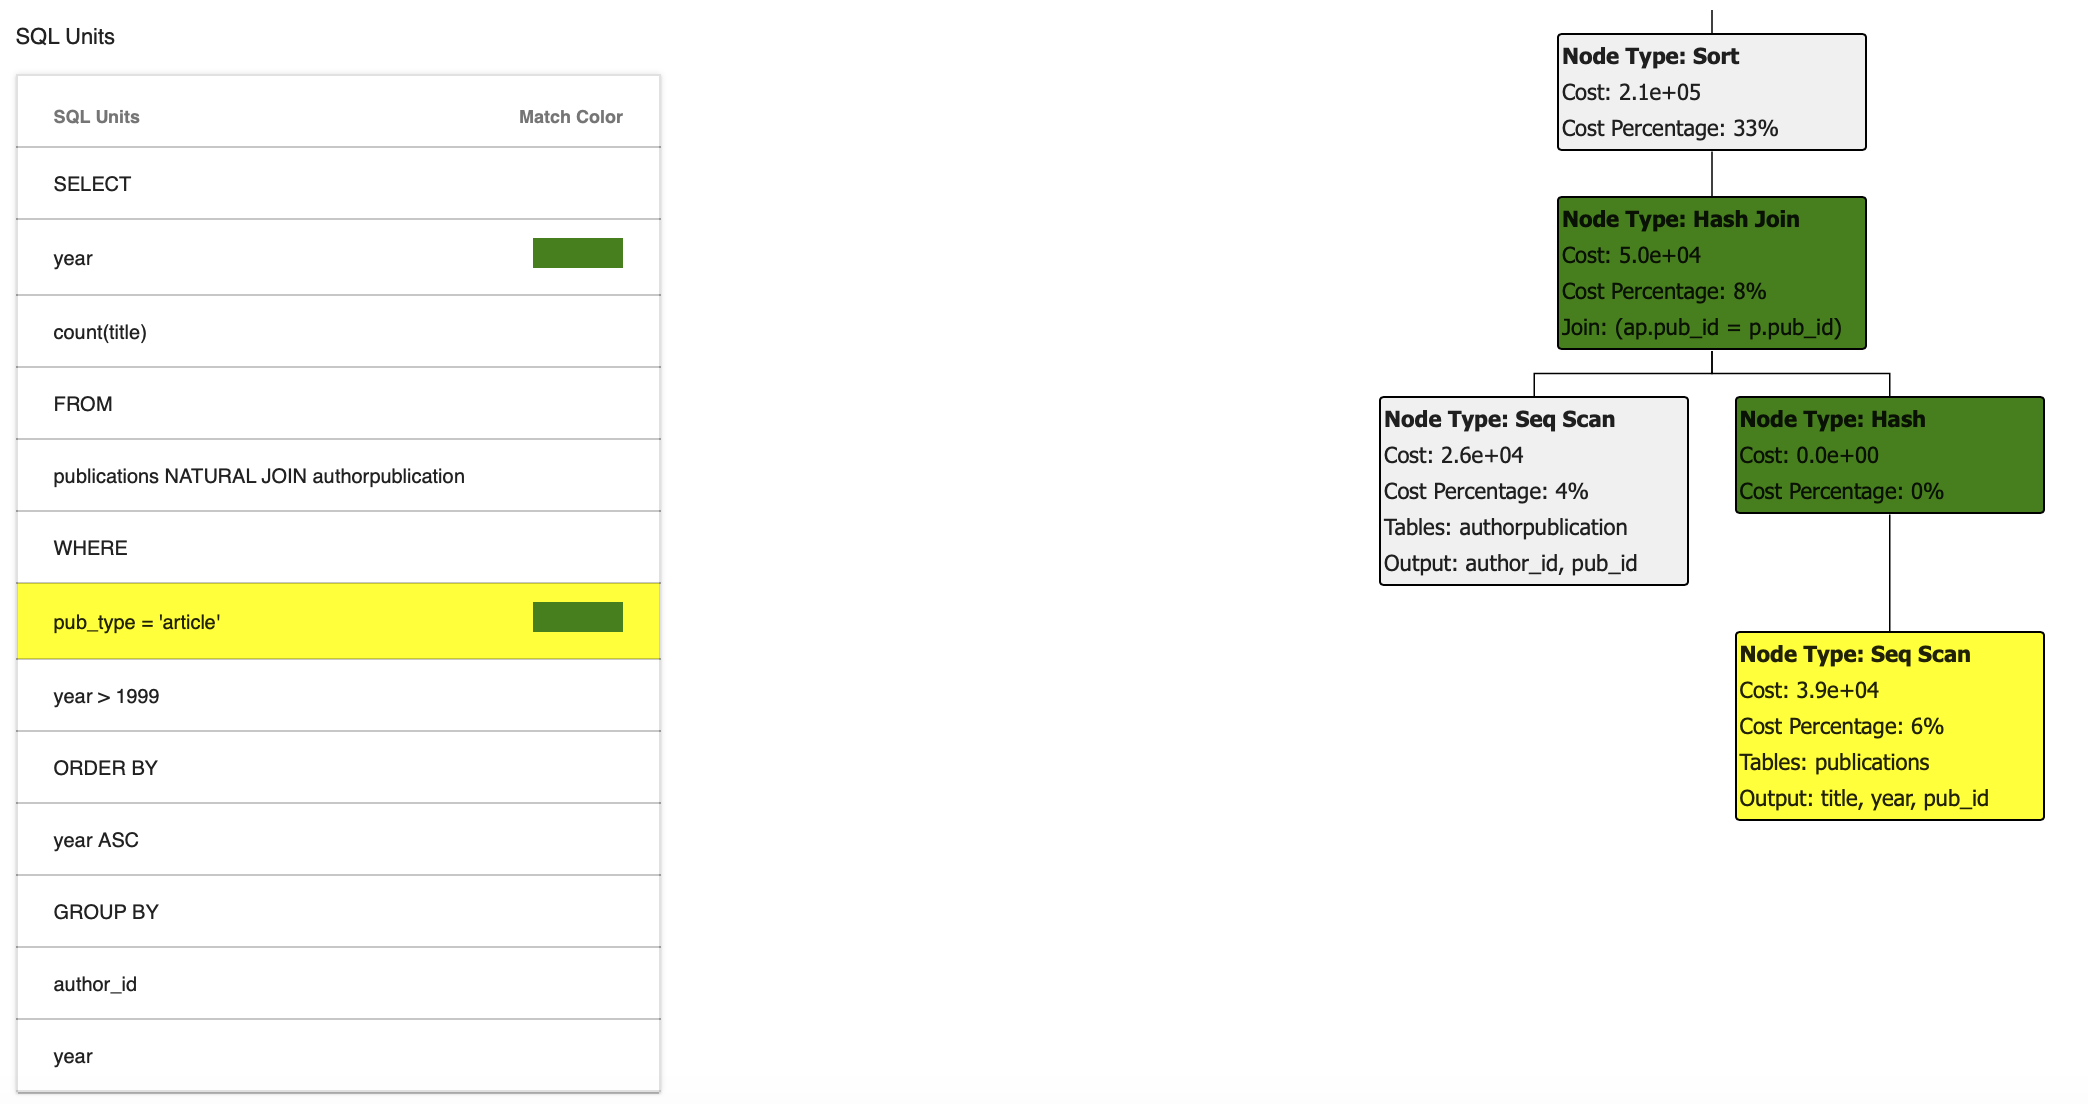 SQL Units
SQL Units Match Color
SELECT
year
count(title)
FROM
publications NATURAL JOIN authorpublication
WHERE
pub_type = 'article'
year > 1999
ORDER BY
year ASC
GROUP BY
author_id
year
Node Type: Sort
Cost: 2.1e+05
Cost Percentage: 33%
Node Type: Hash Join
Cost: 5.0e+04
Cost Percentage: 8%
Join: (ap.pub_id = p.pub_id)
Node Type: Seq Scan
Cost: 2.6e+04
Cost Percentage: 4%
Tables: authorpublication
Output: author_id, pub_id
Node Type: Hash
Cost: 0.0e+00
Cost Percentage: 0%
Node Type: Seq Scan
Cost: 3.9e+04
Cost Percentage: 6%
Tables: publications
Output: title, year, pub_id